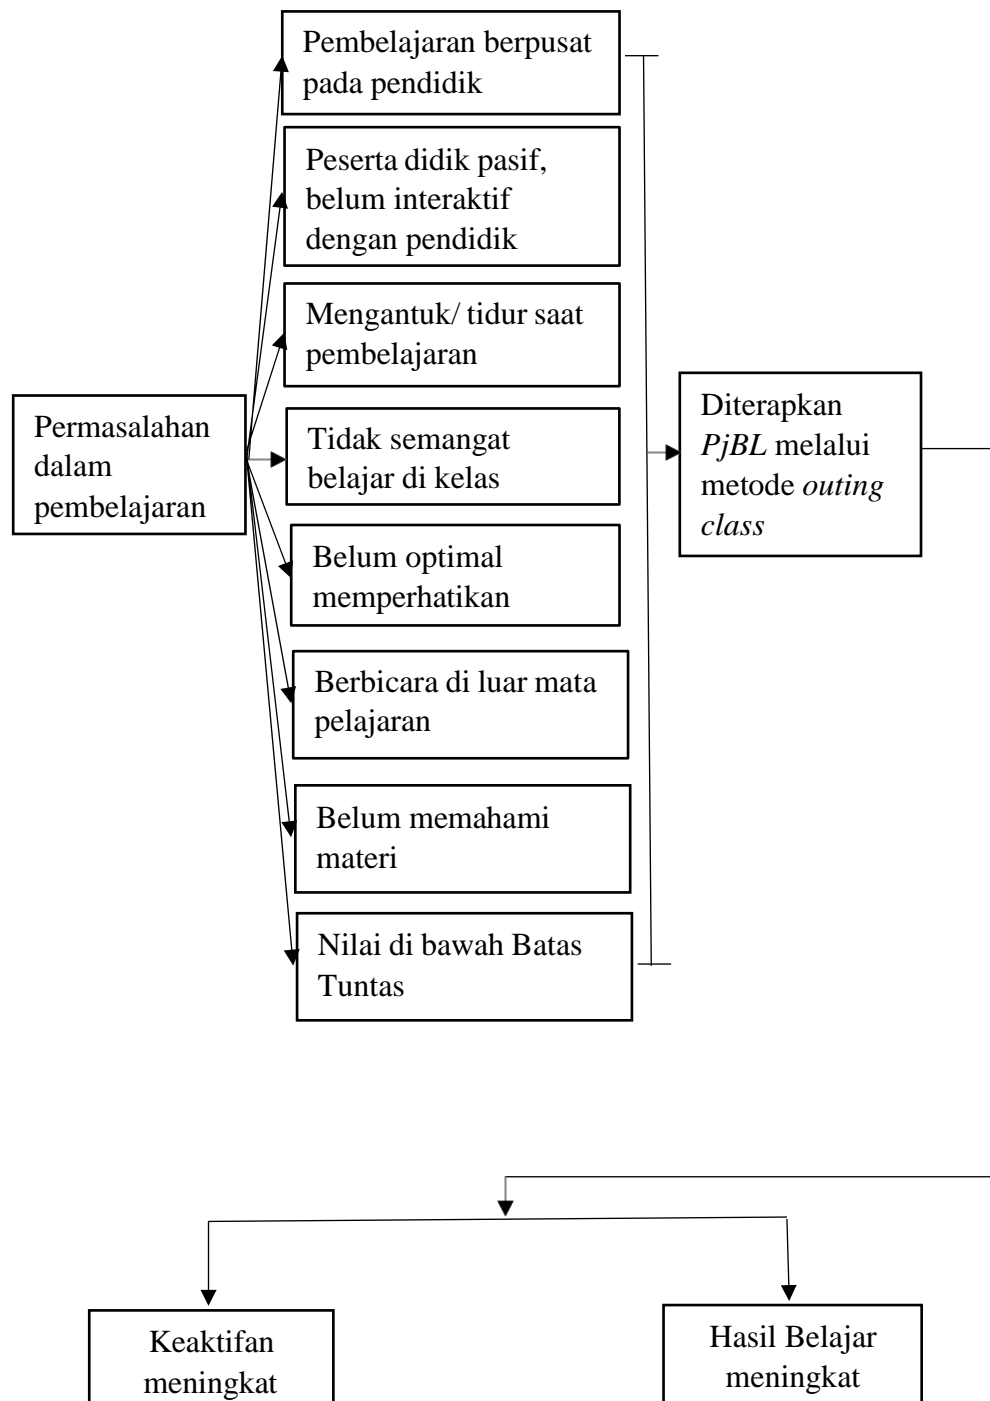 Pembelajaran berpusat
pada pendidik
Peserta didik pasif,
belum interaktif
dengan pendidik
Mengantuk/ tidur saat
pembelajaran
Permasalahan
dalam
pembelajaran
Tidak semangat
belajar di kelas
Belum optimal
memperhatikan
Berbicara di luar mata
pelajaran
Belum memahami
materi
Nilai di bawah Batas
Tuntas
Diterapkan
PjBL melalui
metode outing
class
Keaktifan
meningkat
Hasil Belajar
meningkat